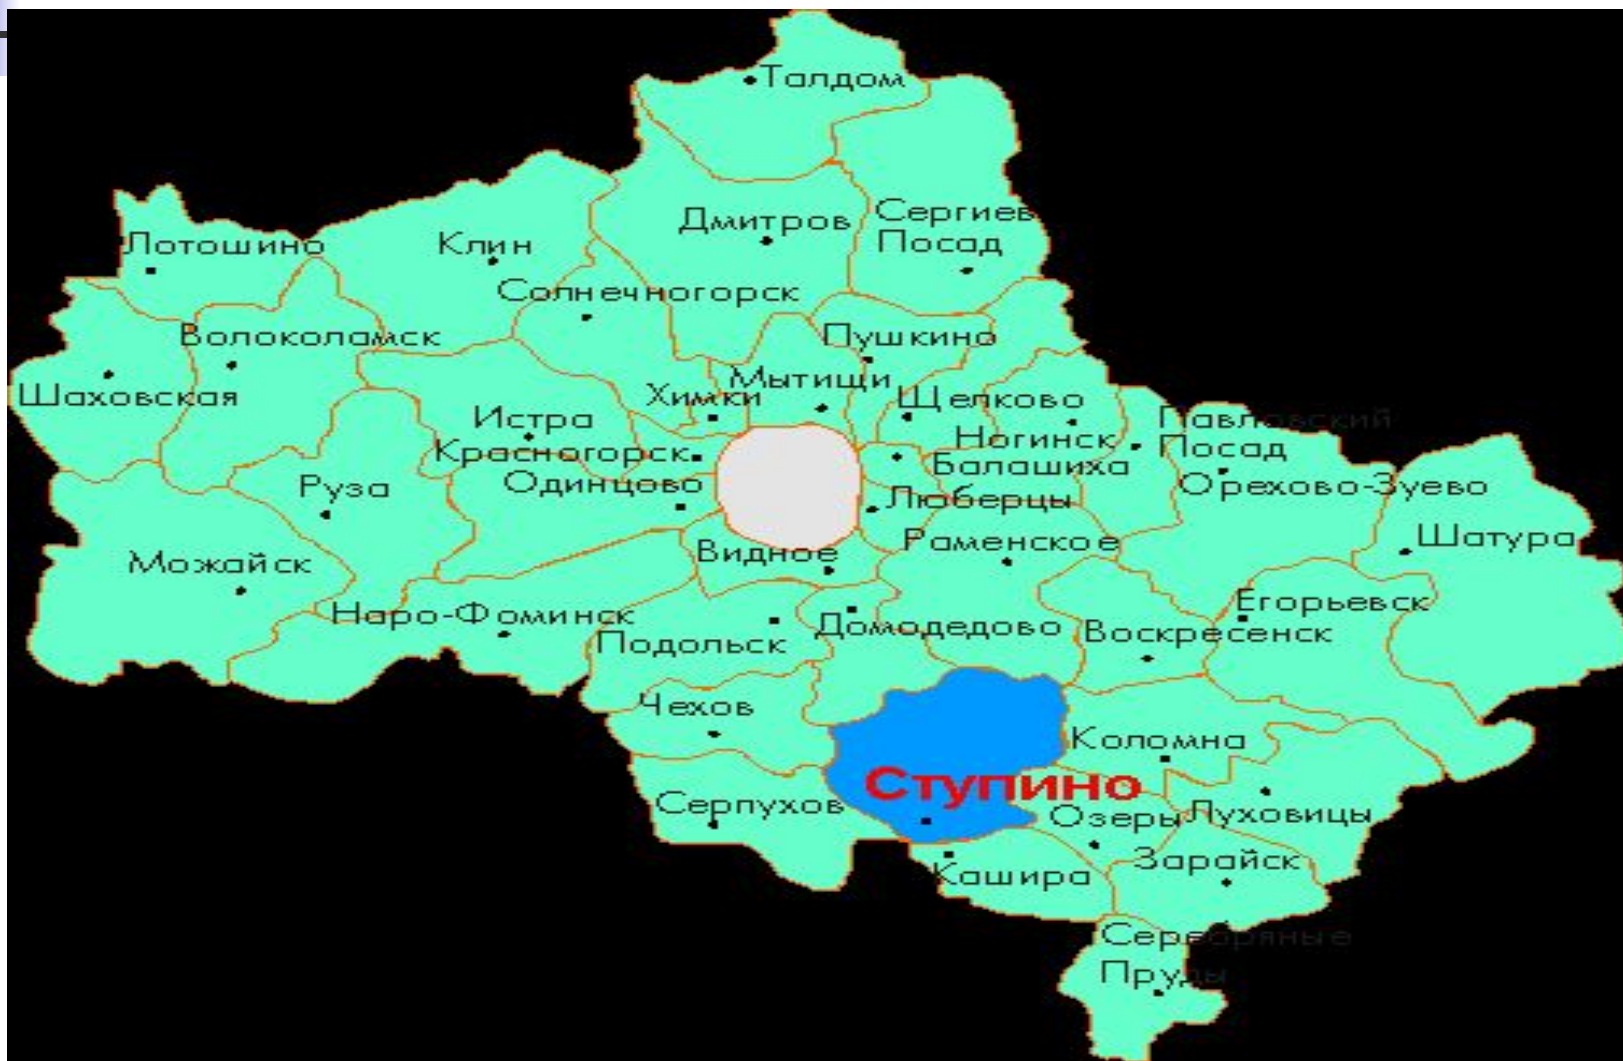 Талдом
Дмитров
Сергиев
Посад
Лотошино
Клин
Солнечногорск
Волоколамск
Пушкино
Шаховская
Химки
Мытищи
Щелково
Истра
Павловский
Посад
Ногинск
Красногорск
Балашиха
Руза
Одинцово
Люберцы
Орехово-Зуево
Видное
Раменское
Шатура
Можайск
Наро-Фоминск
Подольск
Домодедово
Воскресенск
Егорьевск
Чехов
Коломна
Ступино
Серпухов
Озеры
Луховицы
Кашира
Зарайск
Серебряные
Пруды